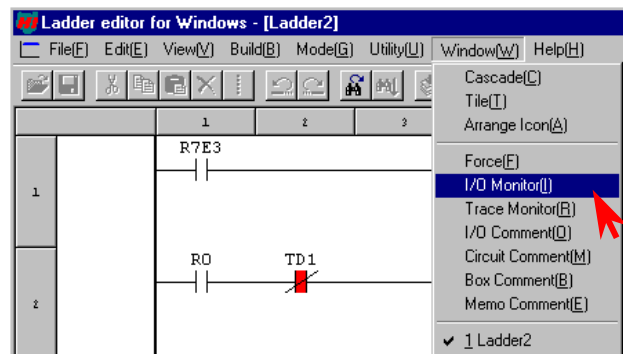 Ladder editor for Windows - [Ladder2]
File(F) Edit(E) View(V) Build(B) Mode(G) Utility(U) Window(W) Help(H)
Cascade(C)
Tile(T)
Arrange Icon(A)
Force(F)
I/O Monitor(I)
Trace Monitor(R)
I/O Comment(O)
Circuit Comment(M)
Box Comment(B)
Memo Comment(E)
✓ 1 Ladder2
1 2 3
1
R7E3
2
R0 TD1